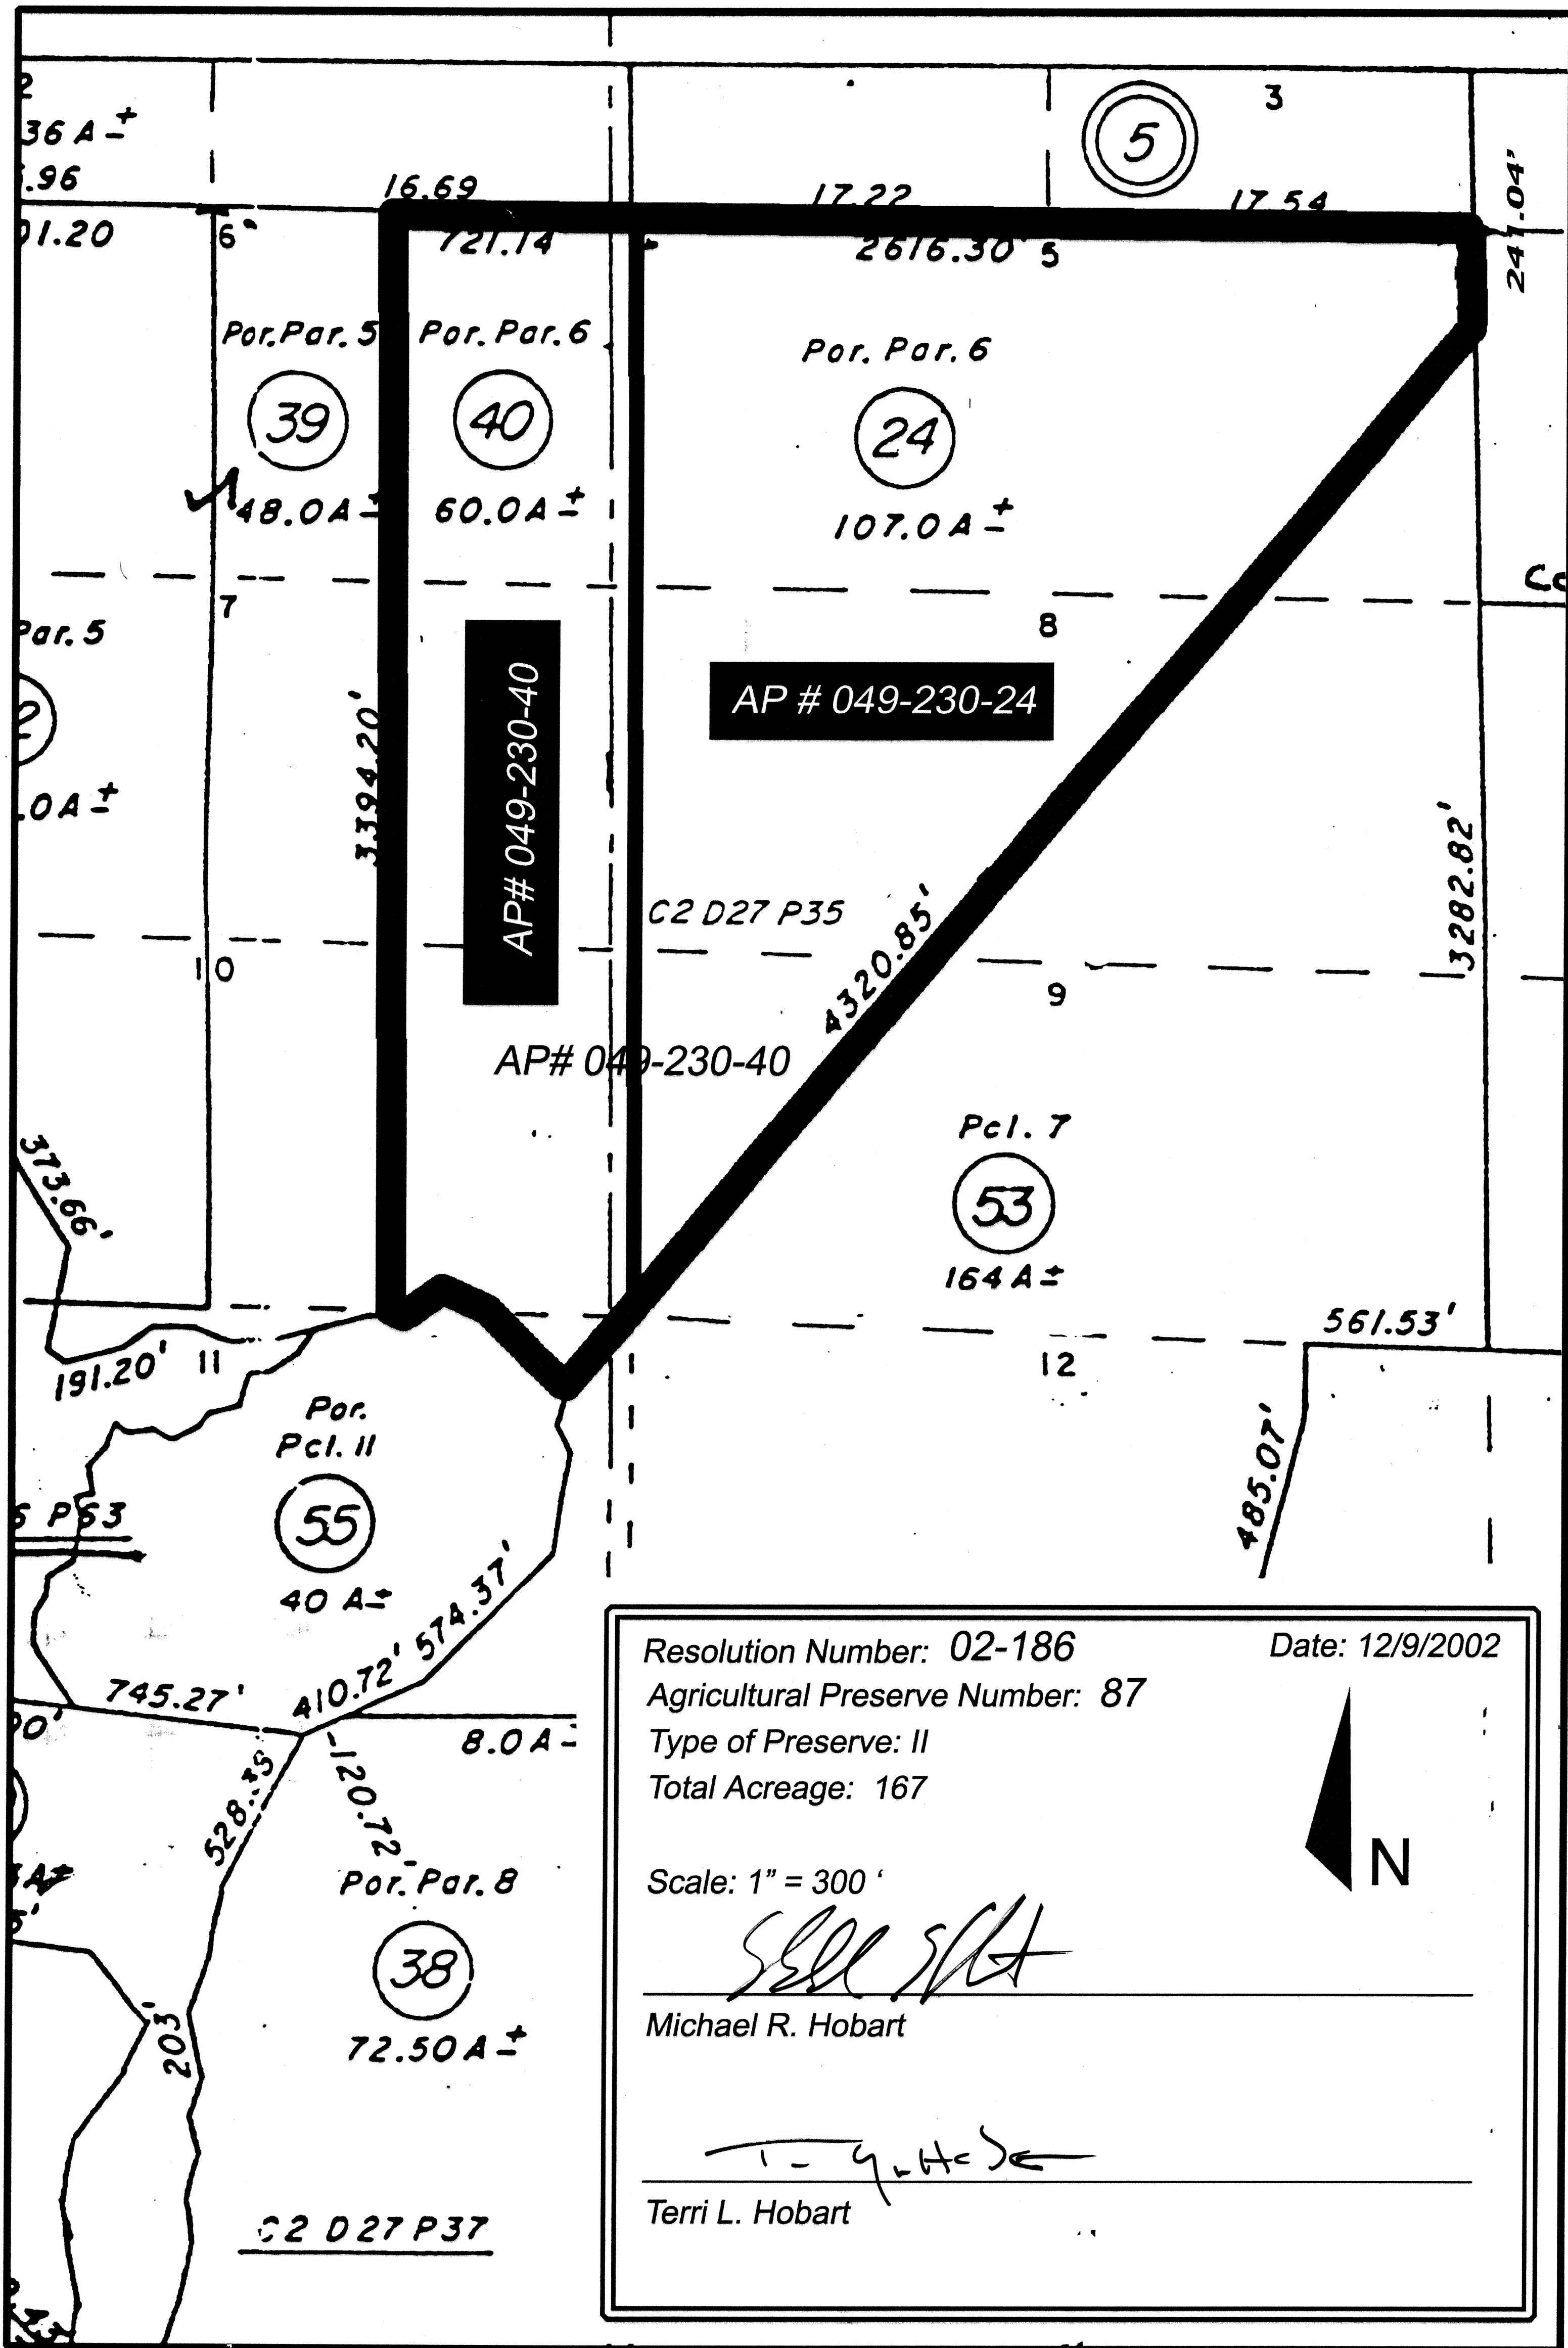 2
36 A ±
.96
01.20
16.69
17.22
17.54
5
3
241.04'
6
721.14
2616.30'
5
Por. Par. 5
Por. Par. 6
Por. Par. 6
39
40
24
48.0 A ±
60.0 A ±
107.0 A ±
7
8
Par. 5
2
.0 A ±
3394.20'
AP# 049-230-40
AP # 049-230-24
3282.82'
C2 D27 P35
4320.85'
10
9
AP# 049-230-40
Pcl. 7
53
164 A ±
373.66'
561.53'
191.20'
11
12
485.07'
Por.
Pcl. 11
55
40 A ±
6 P63
574.37'
410.72'
745.27'
8.0 A
120.72
528.35
Por. Par. 8
38
72.50 A ±
203'
C2 D27 P37
Resolution Number: 02-186
Date: 12/9/2002
Agricultural Preserve Number: 87
Type of Preserve: II
Total Acreage: 167
N
Scale: 1" = 300 '
Michael R. Hobart
Terri L. Hobart